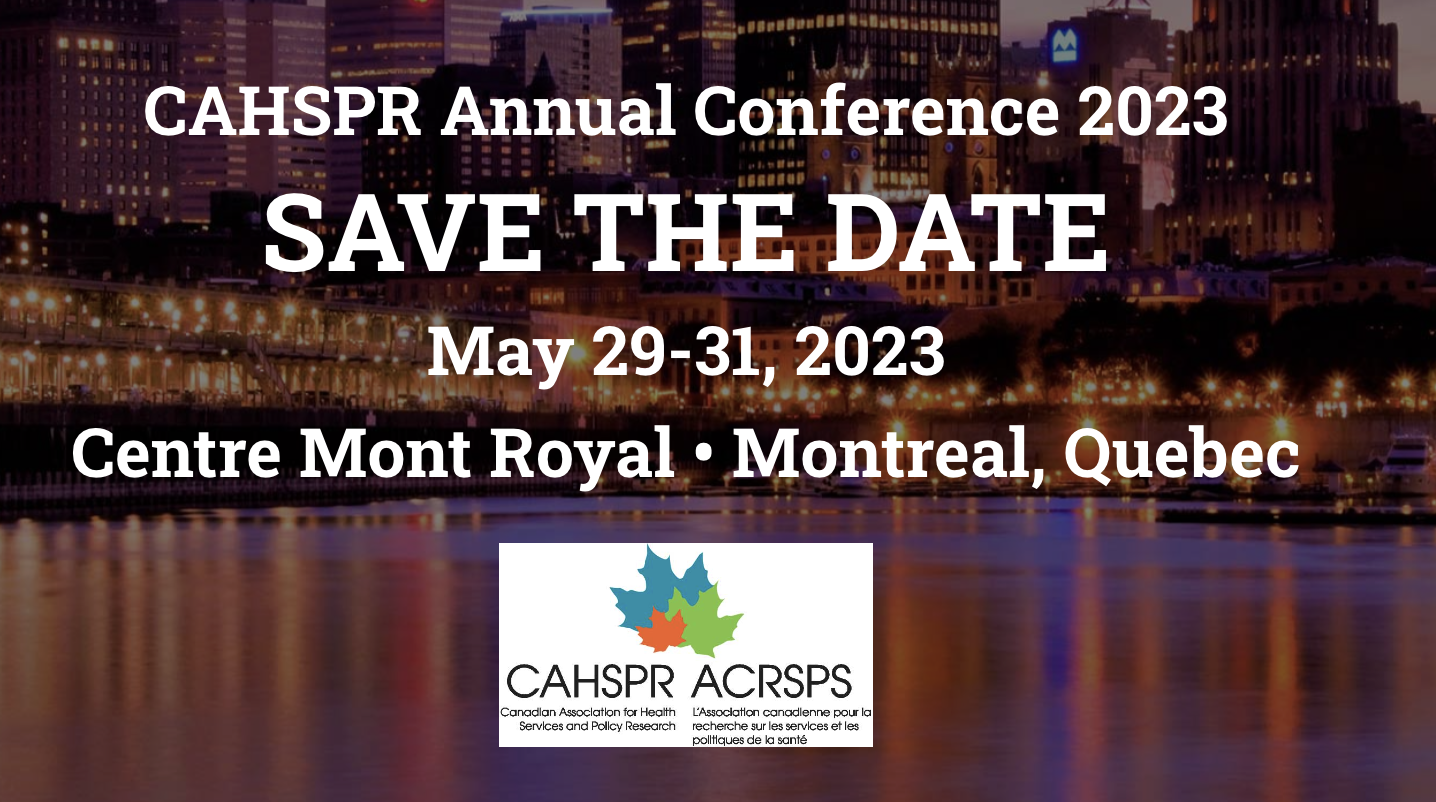 CAHSPR Annual Conference 2023
SAVE THE DATE
May 29-31, 2023
Centre Mont Royal • Montreal, Quebec
CAHSPR ACRSPS
Canadian Association for Health
Services and Policy Research
L'Association canadienne pour la
recherche sur les services et les
politiques de la santé